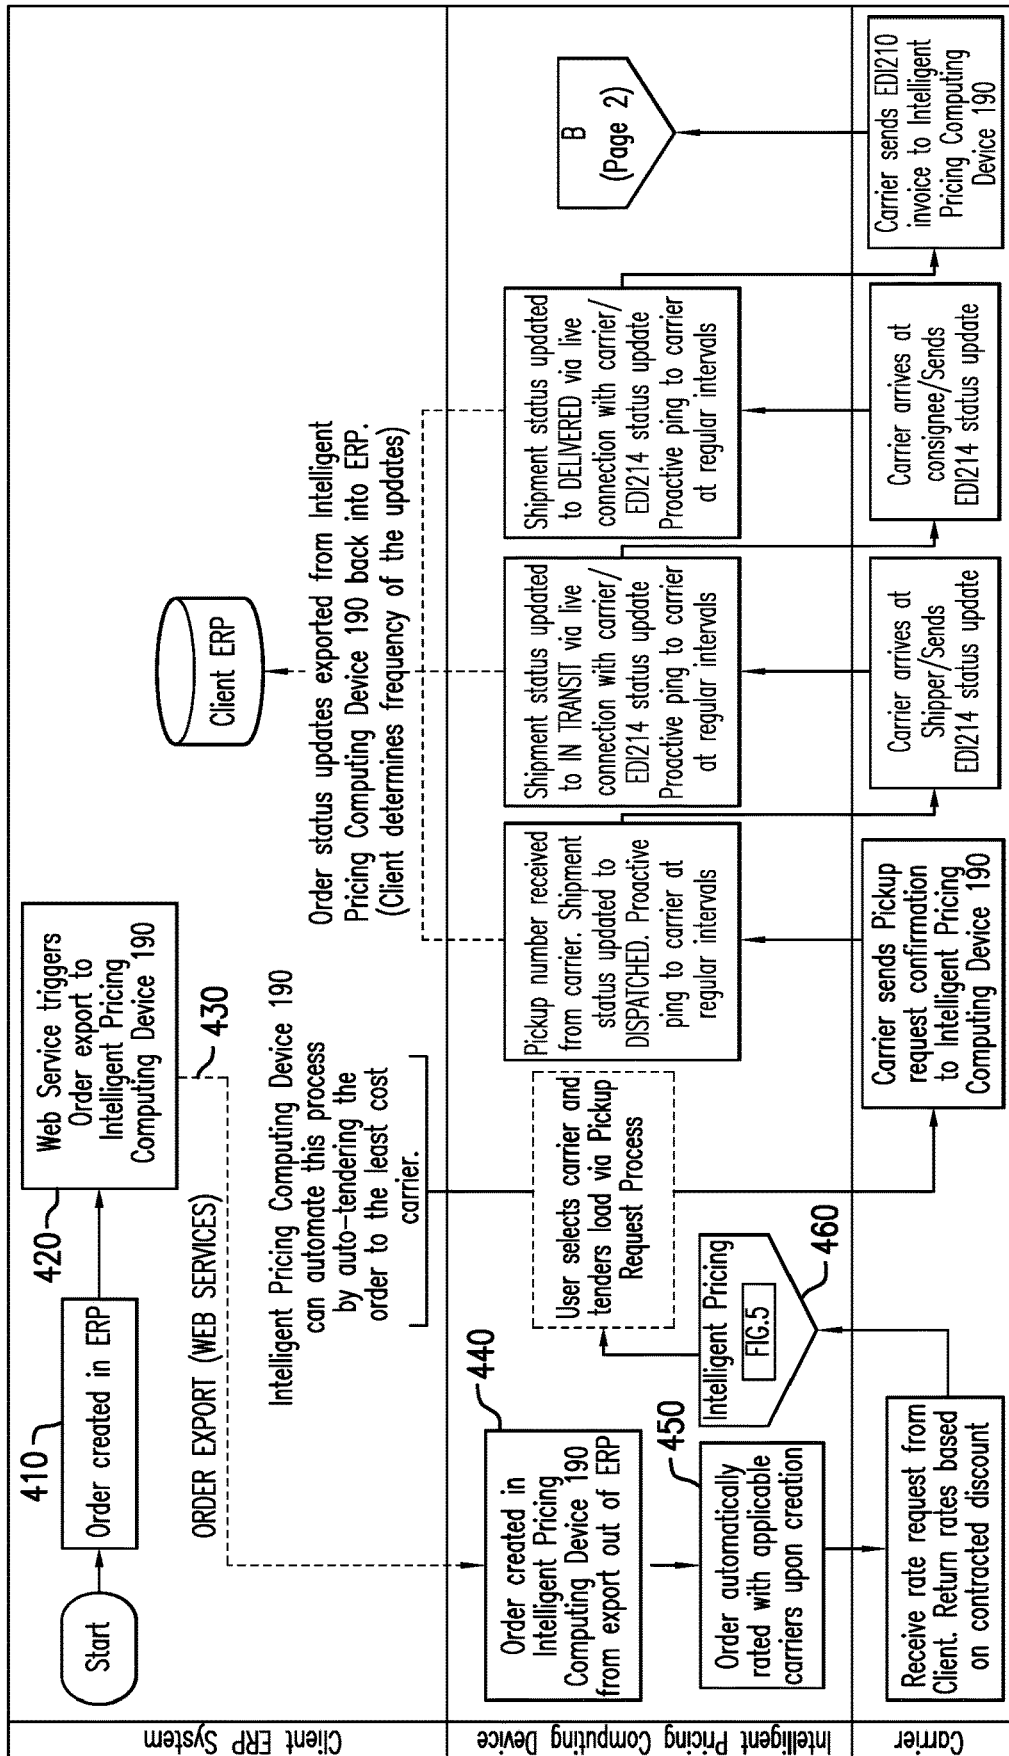 Client ERP System
Start
410
Order created in ERP
420
Web Service triggers
Order export to
Intelligent Pricing
Computing Device 190
430
ORDER EXPORT (WEB SERVICES)
Intelligent Pricing Computing Device 190
can automate this process
by auto-tendering the
order to the least cost
carrier.
Client ERP
Order status updates exported from Intelligent
Pricing Computing Device 190 back into ERP.
(Client determines frequency of the updates)
Intelligent Pricing Computing Device
440
Order created in
Intelligent Pricing
Computing Device 190
from export out of ERP
450
Order automatically
rated with applicable
carriers upon creation
Intelligent Pricing
FIG.5
460
User selects carrier and
tenders load via Pickup
Request Process
Pickup number received
from carrier. Shipment
status updated to
DISPATCHED. Proactive
ping to carrier at
regular intervals
Shipment status updated
to IN TRANSIT via live
connection with carrier/
EDI214 status update
Proactive ping to carrier
at regular intervals
Shipment status updated
to DELIVERED via live
connection with carrier/
EDI214 status update
Proactive ping to carrier
at regular intervals
B
(Page 2)
Carrier
Receive rate request from
Client. Return rates based
on contracted discount
Carrier sends Pickup
request confirmation
to Intelligent Pricing
Computing Device 190
Carrier arrives at
Shipper/Sends
EDI214 status update
Carrier arrives at
consignee/Sends
EDI214 status update
Carrier sends EDI210
invoice to Intelligent
Pricing Computing
Device 190